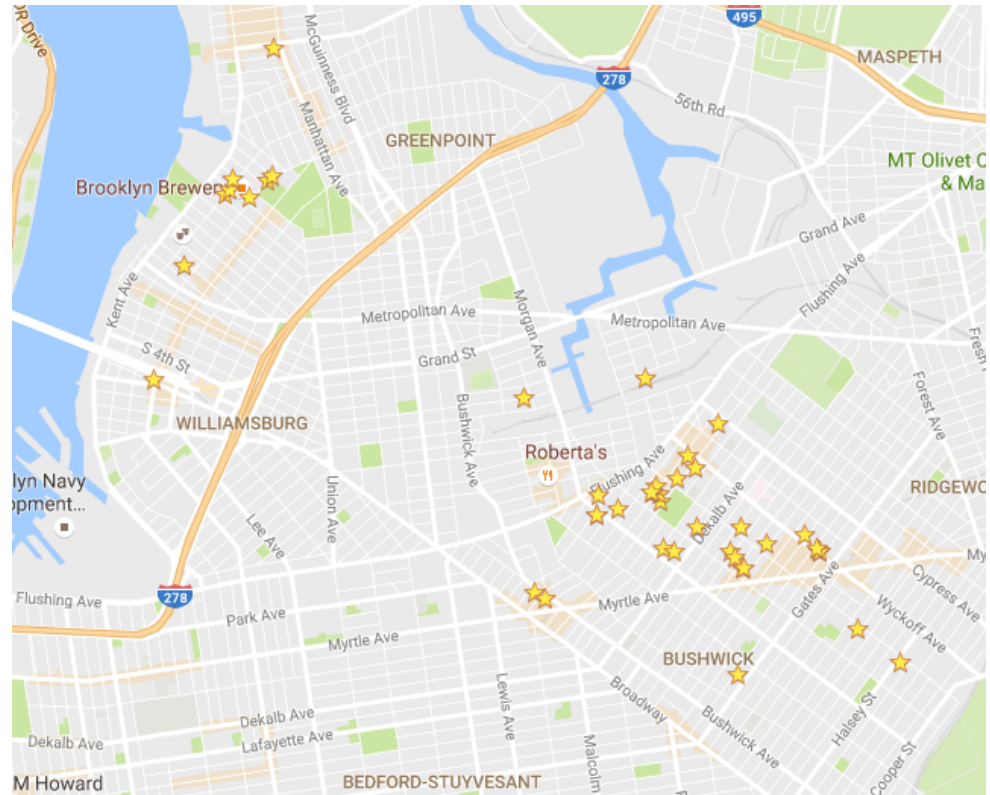 DR Drive
McGuinness Blvd
495
MASPETH
278
56th Rd
Manhattan Ave
GREENPOINT
MT Olivet C
& Ma
Brooklyn Brewery
Grand Ave
Flushing Ave
Kent Ave
Morgan Ave
Metropolitan Ave
Metropolitan Ave
S 4th St
Grand St
Fresh
Forest Ave
WILLIAMSBURG
Bushwick Ave
Roberta's
Flushing Ave
lyn Navy
opment...
Union Ave
Dekalb Ave
RIDGEWO
Lee Ave
My
278
Flushing Ave
Park Ave
Myrtle Ave
Gates Ave
Cypress Ave
Wyckoff Ave
Myrtle Ave
BUSHWICK
Lewis Ave
Broadway
Halsey St
Dekalb Ave
Bushwick Ave
Dekalb Ave
Lafayette Ave
Malcolm
Cooper St
M Howard
BEDFORD-STUYVESANT